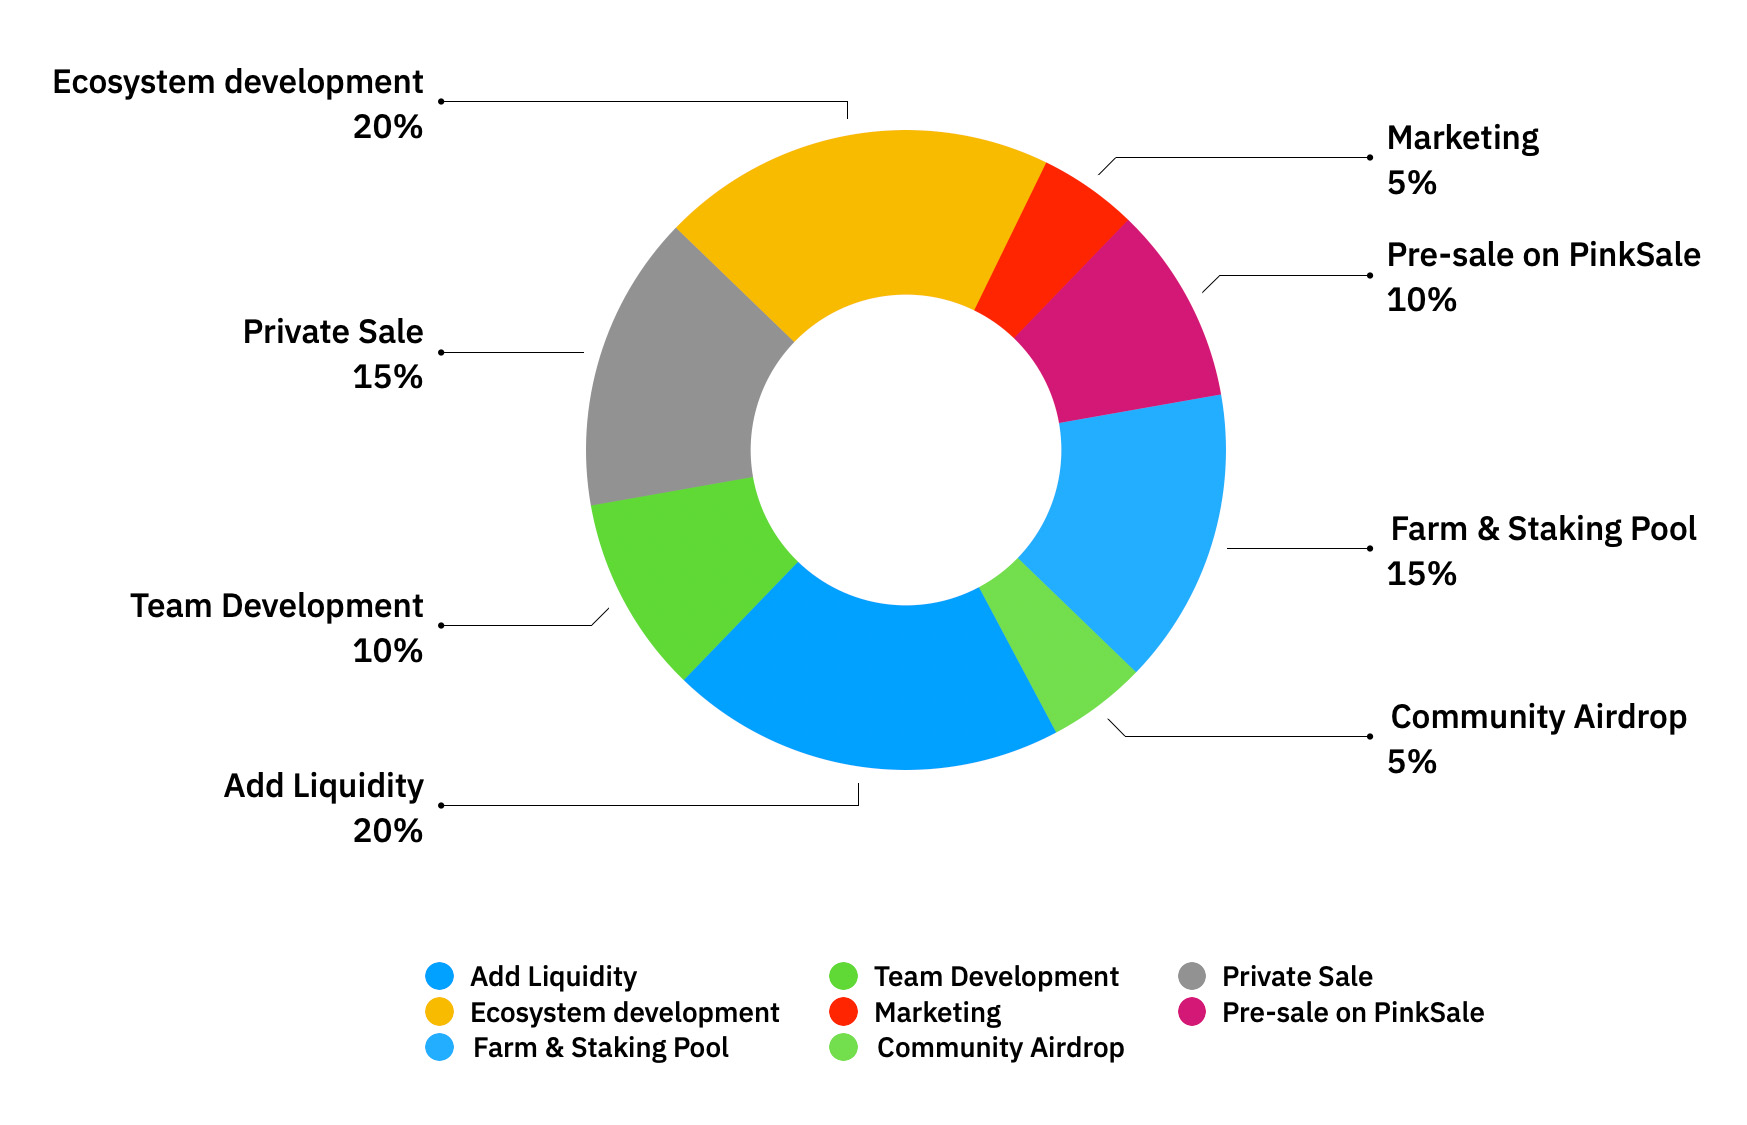 Ecosystem development
20%
Marketing
5%
Pre-sale on PinkSale
10%
Private Sale
15%
Farm & Staking Pool
15%
Team Development
10%
Community Airdrop
5%
Add Liquidity
20%
Add Liquidity
Team Development
Private Sale
Ecosystem development
Marketing
Pre-sale on PinkSale
Farm & Staking Pool
Community Airdrop